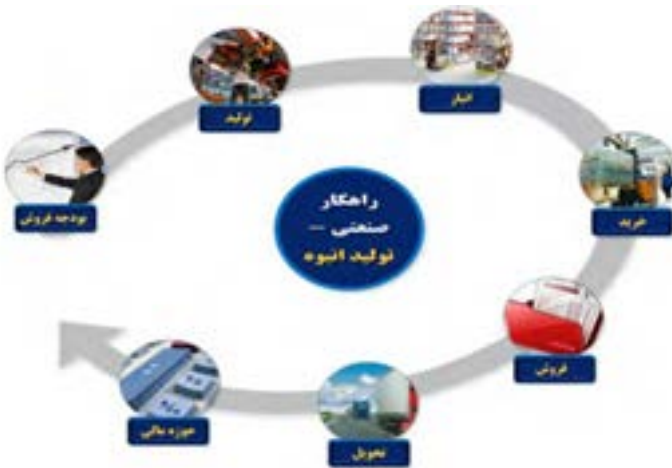 بودجه فروش
تولید
انبار
خرید
راهکار
صنعتی –
تولید انبوه
فروش
تحویل
حوزه مالی